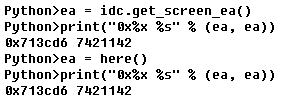 Python>ea = idc.get_screen_ea()
Python>print("0x%x %s" % (ea, ea))
0x713cd6 7421142
Python>ea = here()
Python>print("0x%x %s" % (ea, ea))
0x713cd6 7421142